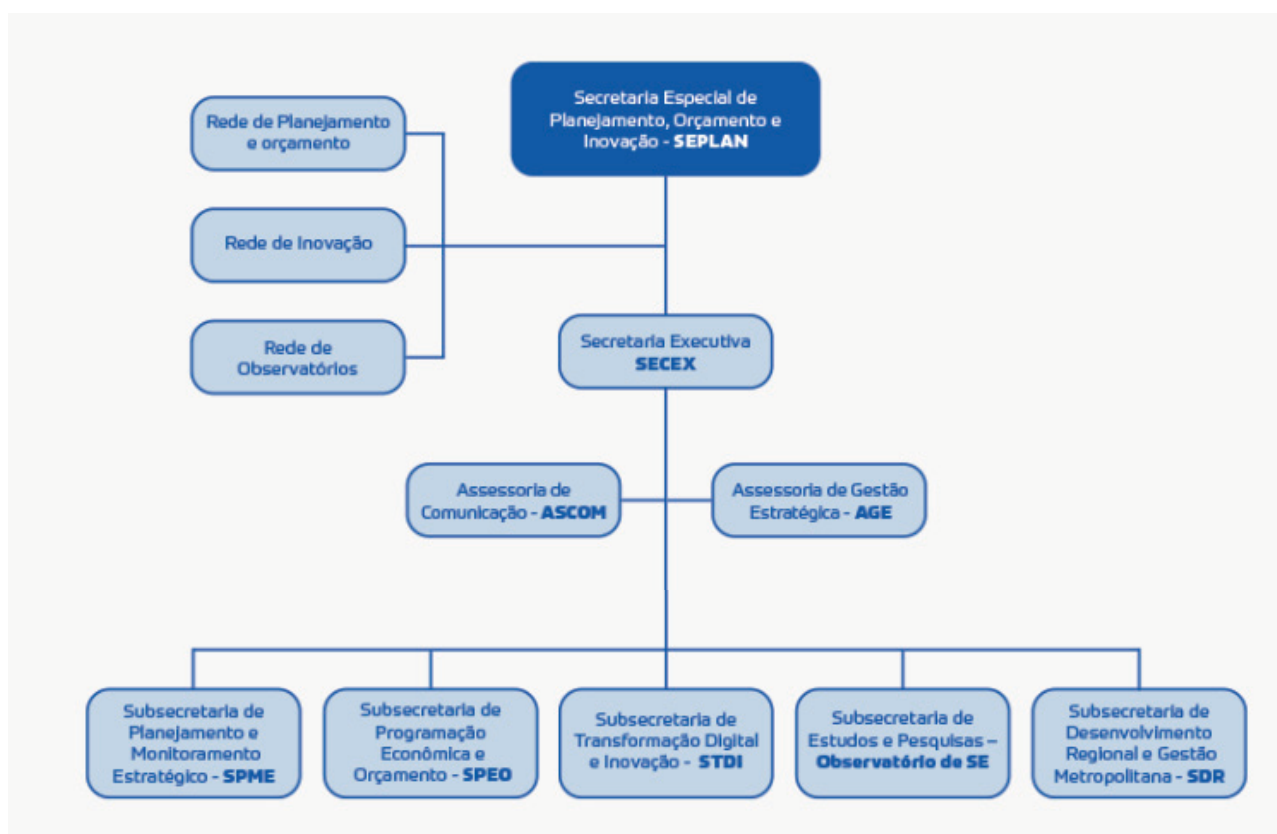 Secretaria Especial de
Planejamento, Orçamento e
Inovação - SEPLAN
Rede de Planejamento
e orçamento
Rede de Inovação
Rede de
Observatórios
Secretaria Executiva
SECEX
Assessoria de
Comunicação - ASCOM
Assessoria de Gestão
Estratégica - AGE
Subsecretaria de
Planejamento e
Monitoramento
Estratégico - SPME
Subsecretaria de
Programação
Econômica e
Orçamento - SPEO
Subsecretaria de
Transformação Digital
e Inovação - STDI
Subsecretaria de
Estudos e Pesquisas –
Observatório de SE
Subsecretaria de
Desenvolvimento
Regional e Gestão
Metropolitana - SDR